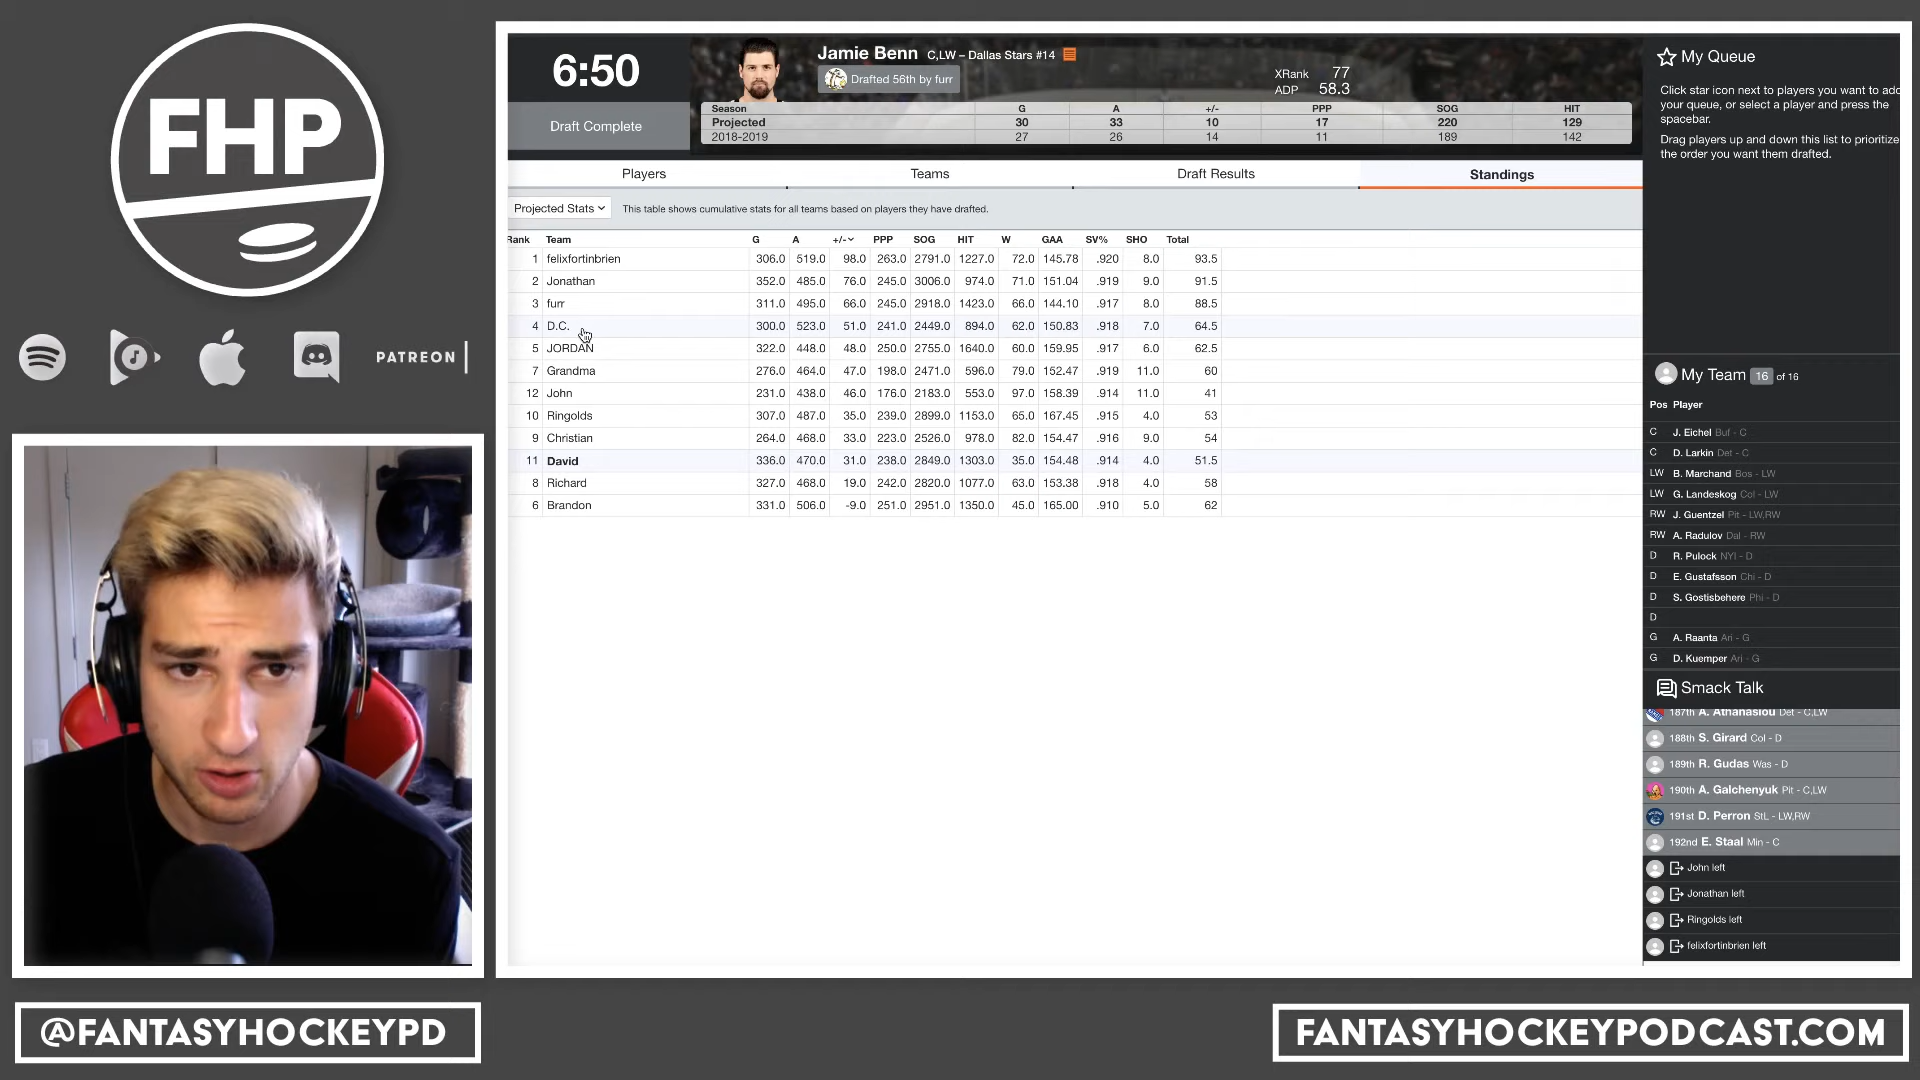 FHP
PATREON
@FANTASYHOCKEYPD
6:50
Draft Complete
Jamie Benn C,LW – Dallas Stars #14
Drafted 56th by furr
XRank 77
ADP 58.3
Season G A +/- PPP SOG HIT
Projected 30 33 10 17 220 129
2018-2019 27 26 14 11 189 142
Players Teams Draft Results Standings
Projected Stats This table shows cumulative stats for all teams based on players they have drafted.
Rank Team G A +/- PPP SOG HIT W GAA SV% SHO Total
1 felixfortinbrien 306.0 519.0 98.0 263.0 2791.0 1227.0 72.0 145.78 .920 8.0 93.5
2 Jonathan 352.0 485.0 76.0 245.0 3006.0 974.0 71.0 151.04 .919 9.0 91.5
3 furr 311.0 495.0 66.0 245.0 2918.0 1423.0 66.0 144.10 .917 8.0 88.5
4 D.C. 300.0 523.0 51.0 241.0 2449.0 894.0 62.0 150.83 .918 7.0 64.5
5 JORDAN 322.0 448.0 48.0 250.0 2755.0 1640.0 60.0 159.95 .917 6.0 62.5
7 Grandma 276.0 464.0 47.0 198.0 2471.0 596.0 79.0 152.47 .919 11.0 60
12 John 231.0 438.0 46.0 176.0 2183.0 553.0 97.0 158.39 .914 11.0 41
10 Ringolds 307.0 487.0 35.0 239.0 2899.0 1153.0 65.0 167.45 .915 4.0 53
9 Christian 264.0 468.0 33.0 223.0 2526.0 978.0 82.0 154.47 .916 9.0 54
11 David 336.0 470.0 31.0 238.0 2849.0 1303.0 35.0 154.48 .914 4.0 51.5
8 Richard 327.0 468.0 19.0 242.0 2820.0 1077.0 63.0 153.38 .918 4.0 58
6 Brandon 331.0 506.0 -9.0 251.0 2951.0 1350.0 45.0 165.00 .910 5.0 62
My Queue
Click star icon next to players you want to add
your queue, or select a player and press the
spacebar.
Drag players up and down this list to prioritize
the order you want them drafted.
My Team 16 of 16
Pos Player
C J. Eichel Buf - C
C D. Larkin Det - C
LW B. Marchand Bos - LW
LW G. Landeskog Col - LW
RW J. Guentzel Pit - LW,RW
RW A. Radulov Dal - RW
D R. Pulock NYI - D
D E. Gustafsson Chi - D
D S. Gostisbehere Phi - D
D
G A. Raanta Ari - G
G D. Kuemper Ari - G
Smack Talk
187th A. Athanasiou Det - C,LW
188th S. Girard Col - D
189th R. Gudas Was - D
190th A. Galchenyuk Pit - C,LW
191st D. Perron StL - LW,RW
192nd E. Staal Min - C
John left
Jonathan left
Ringolds left
felixfortinbrien left
FANTASYHOCKEYPODCAST.COM